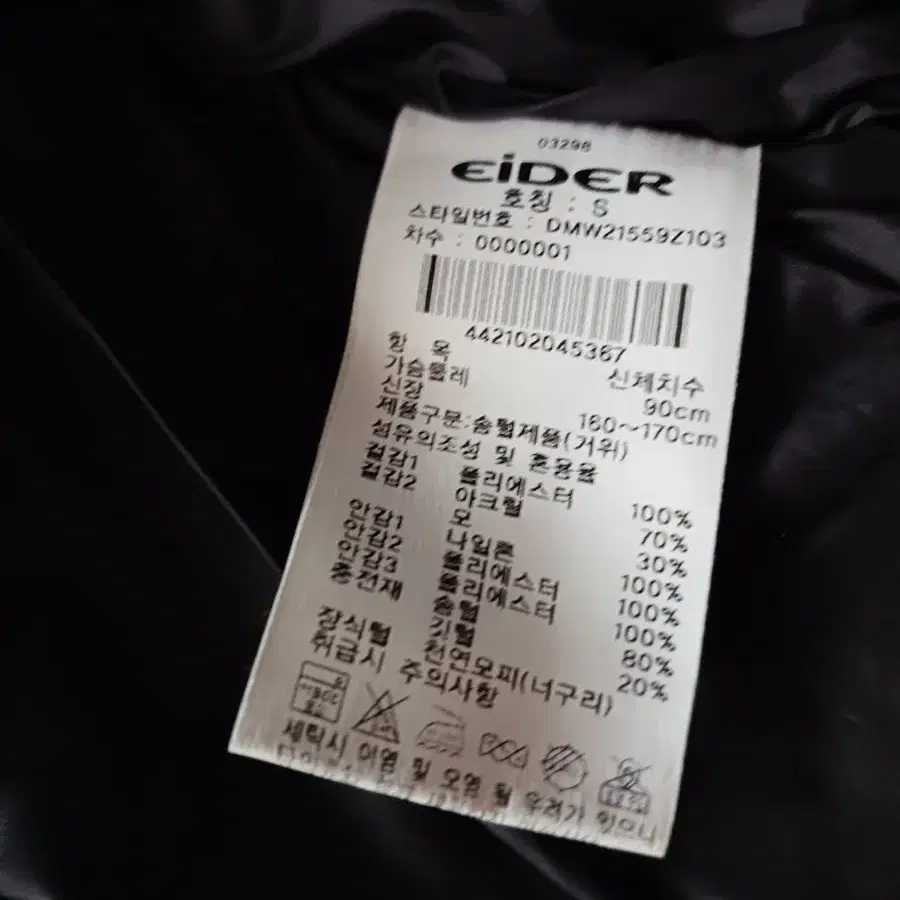 03298
EiDER
호칭 : S
스타일번호 : DMW21559Z103
차수 : 0000001
442102045367
항 목 신체치수
가슴둘레 90cm
신장 160~170cm
제품구분:솜털제품(거위)
섬유의조성 및 혼용율
겉감1 폴리에스터 100%
겉감2 아크릴 70%
모 30%
안감1 나일론 100%
안감2 폴리에스터 100%
안감3 폴리에스터 100%
충전재 솜털 80%
깃털 20%
장식털 천연모피(너구리)
취급시 주의사항
세탁시 이염 및 오염 될 우려가 있으니